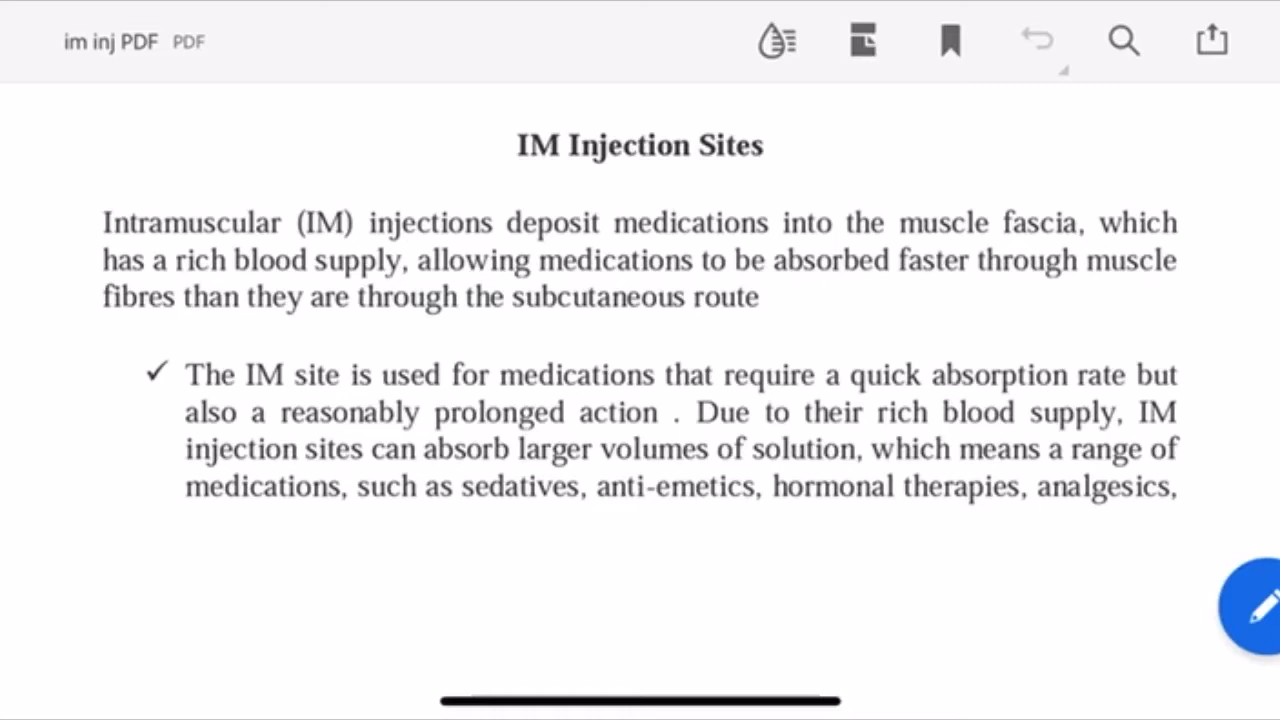 im inj PDF PDF
IM Injection Sites
Intramuscular (IM) injections deposit medications into the muscle fascia, which
has a rich blood supply, allowing medications to be absorbed faster through muscle
fibres than they are through the subcutaneous route
✓ The IM site is used for medications that require a quick absorption rate but
also a reasonably prolonged action . Due to their rich blood supply, IM
injection sites can absorb larger volumes of solution, which means a range of
medications, such as sedatives, anti-emetics, hormonal therapies, analgesics,